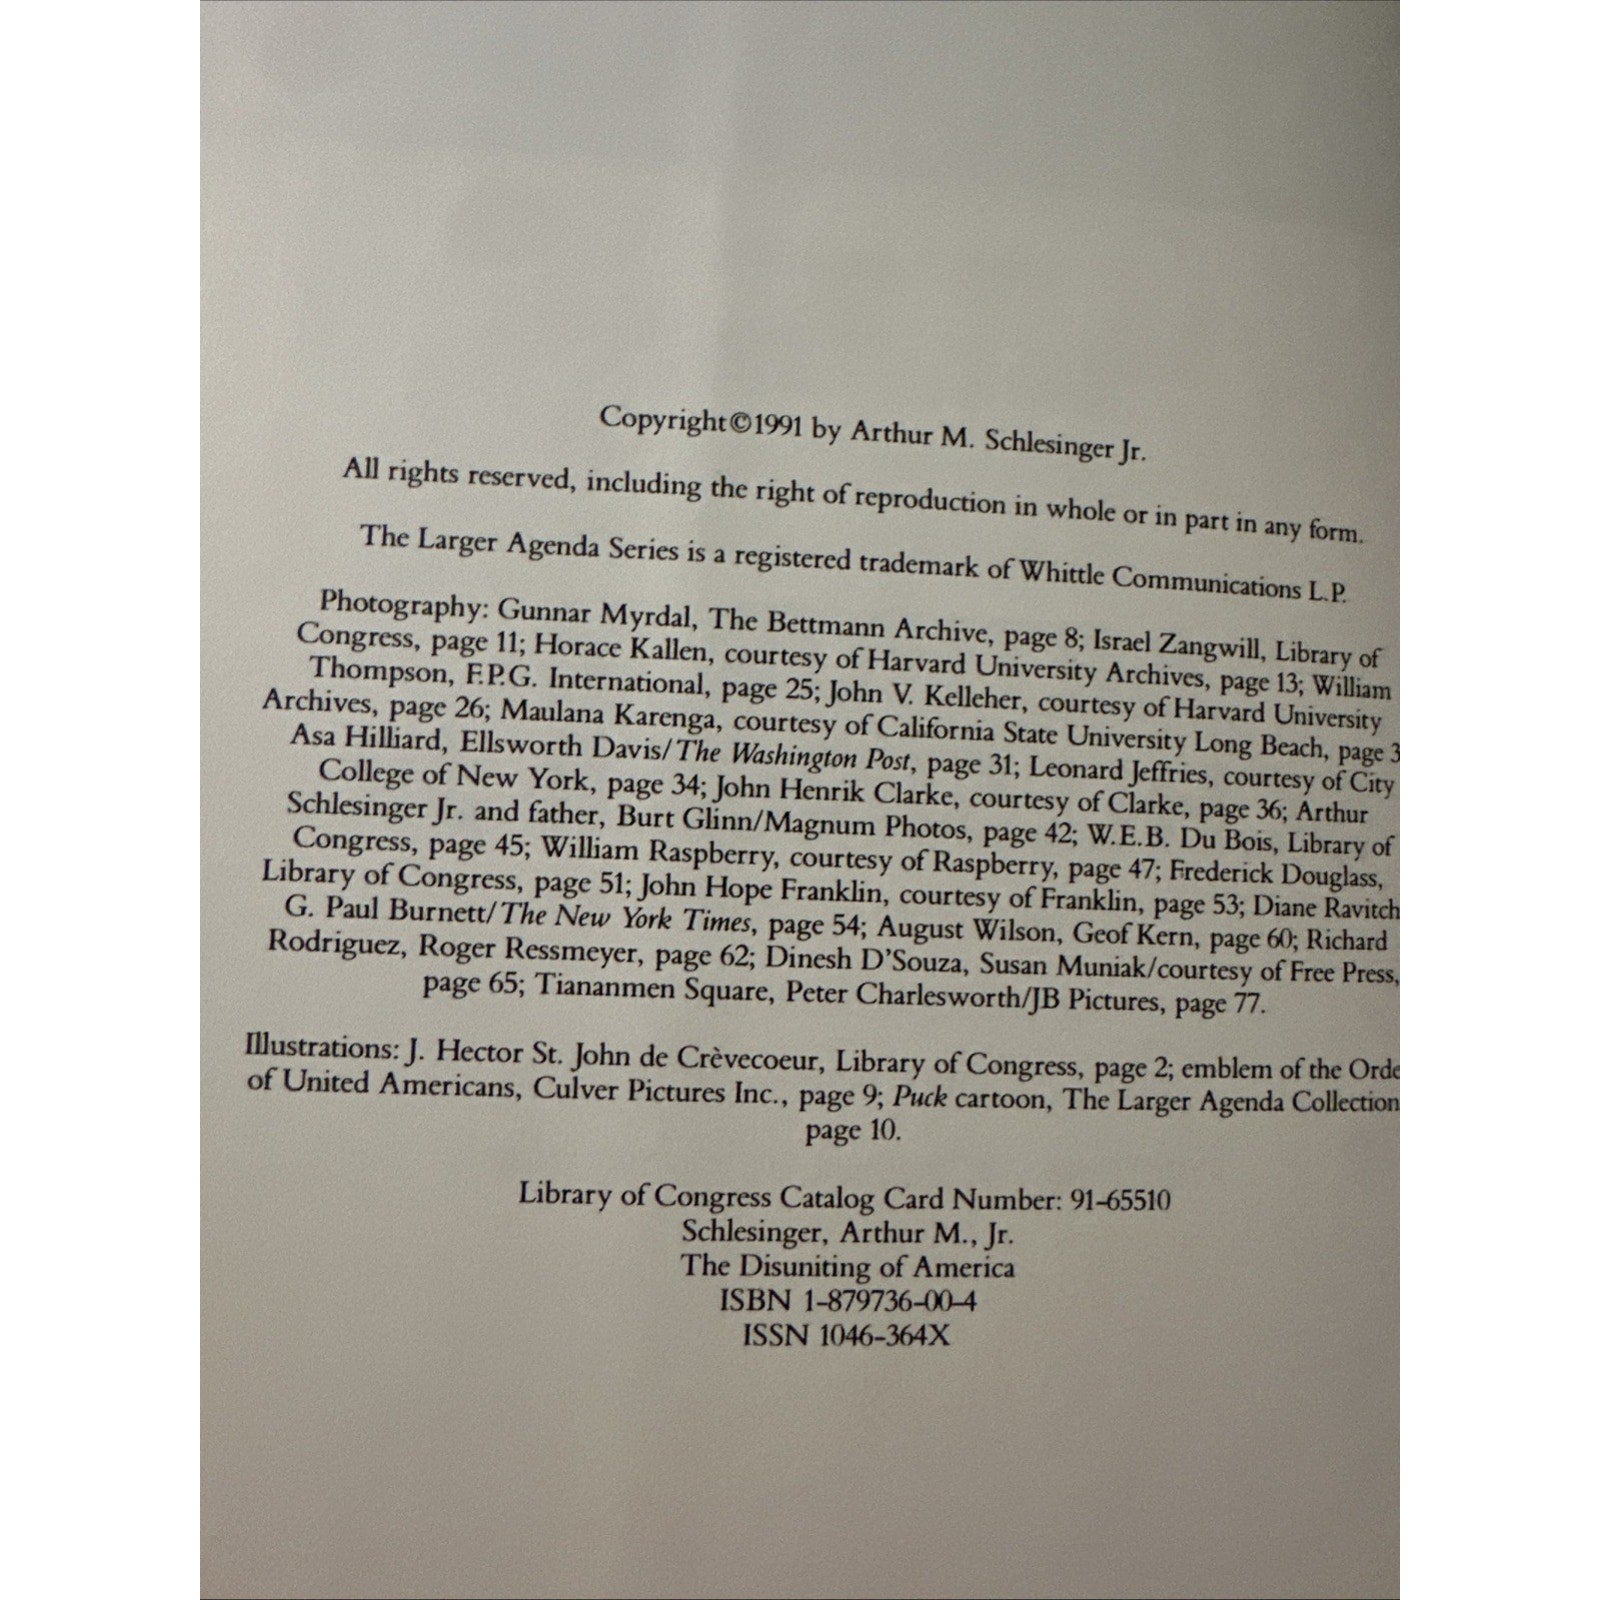 Copyright©1991 by Arthur M. Schlesinger Jr.
All rights reserved, including the right of reproduction in whole or in part in any form.
The Larger Agenda Series is a registered trademark of Whittle Communications L.P.
Photography: Gunnar Myrdal, The Bettmann Archive, page 8; Israel Zangwill, Library of
Congress, page 11; Horace Kallen, courtesy of Harvard University Archives, page 13; William
Thompson, F.P.G. International, page 25; John V. Kelleher, courtesy of Harvard University
Archives, page 26; Maulana Karenga, courtesy of California State University Long Beach, page 3
Asa Hilliard, Ellsworth Davis/The Washington Post, page 31; Leonard Jeffries, courtesy of City
College of New York, page 34; John Henrik Clarke, courtesy of Clarke, page 36; Arthur
Schlesinger Jr. and father, Burt Glinn/Magnum Photos, page 42; W.E.B. Du Bois, Library of
Congress, page 45; William Raspberry, courtesy of Raspberry, page 47; Frederick Douglass,
Library of Congress, page 51; John Hope Franklin, courtesy of Franklin, page 53; Diane Ravitch
G. Paul Burnett/The New York Times, page 54; August Wilson, Geof Kern, page 60; Richard
Rodriguez, Roger Ressmeyer, page 62; Dinesh D'Souza, Susan Muniak/courtesy of Free Press,
page 65; Tiananmen Square, Peter Charlesworth/JB Pictures, page 77.
Illustrations: J. Hector St. John de Crèvecoeur, Library of Congress, page 2; emblem of the Orde
of United Americans, Culver Pictures Inc., page 9; Puck cartoon, The Larger Agenda Collection
page 10.
Library of Congress Catalog Card Number: 91-65510
Schlesinger, Arthur M., Jr.
The Disuniting of America
ISBN 1-879736-00-4
ISSN 1046-364X